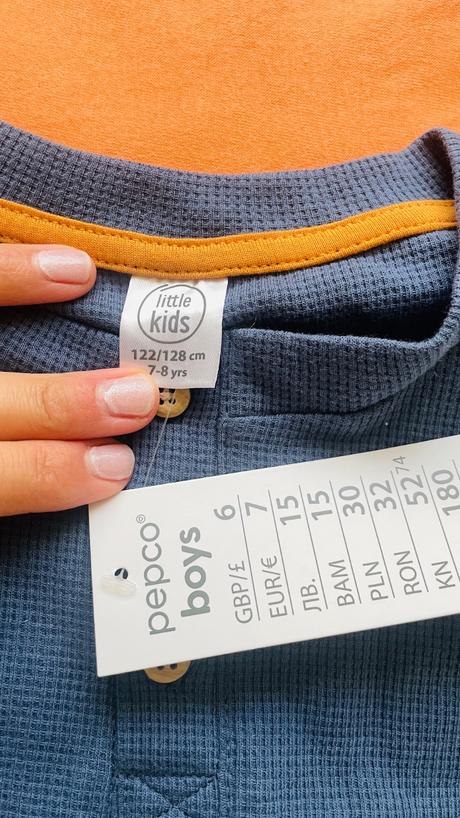 little
kids
122/128 cm
7-8 yrs
pepco®
boys
GBP/£ 6
EUR/€ 7
ЛВ. 15
BAM 15
PLN 30
RON 32
KN 52 74
180